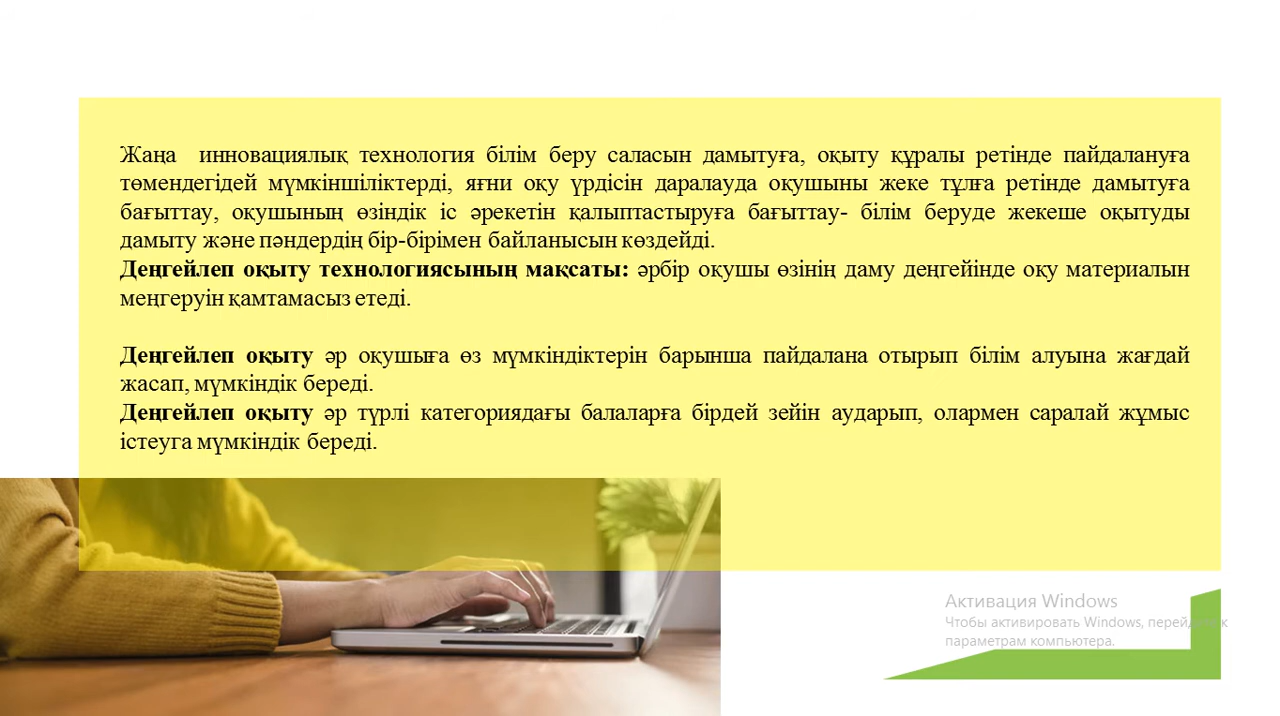 Жаңа инновациялық технология білім беру саласын дамытуға, оқыту құралы ретінде пайдалануға
төмендегідей мүмкіншіліктерді, яғни оқу үрдісін даралауда оқушыны жеке тұлға ретінде дамытуға
бағыттау, оқушының өзіндік іс әрекетін қалыптастыруға бағыттау- білім беруде жекеше оқытуды
дамыту және пәндердің бір-бірімен байланысын көздейді.
Деңгейлеп оқыту технологиясының мақсаты: әрбір оқушы өзінің даму деңгейінде оқу материалын
меңгеруін қамтамасыз етеді.
Деңгейлеп оқыту әр оқушыға өз мүмкіндіктерін барынша пайдалана отырып білім алуына жағдай
жасап, мүмкіндік береді.
Деңгейлеп оқыту әр түрлі категориядағы балаларға бірдей зейін аударып, олармен саралай жұмыс
істеуга мүмкіндік береді.
Активация Windows
Чтобы активировать Windows, перейдите к
параметрам компьютера.